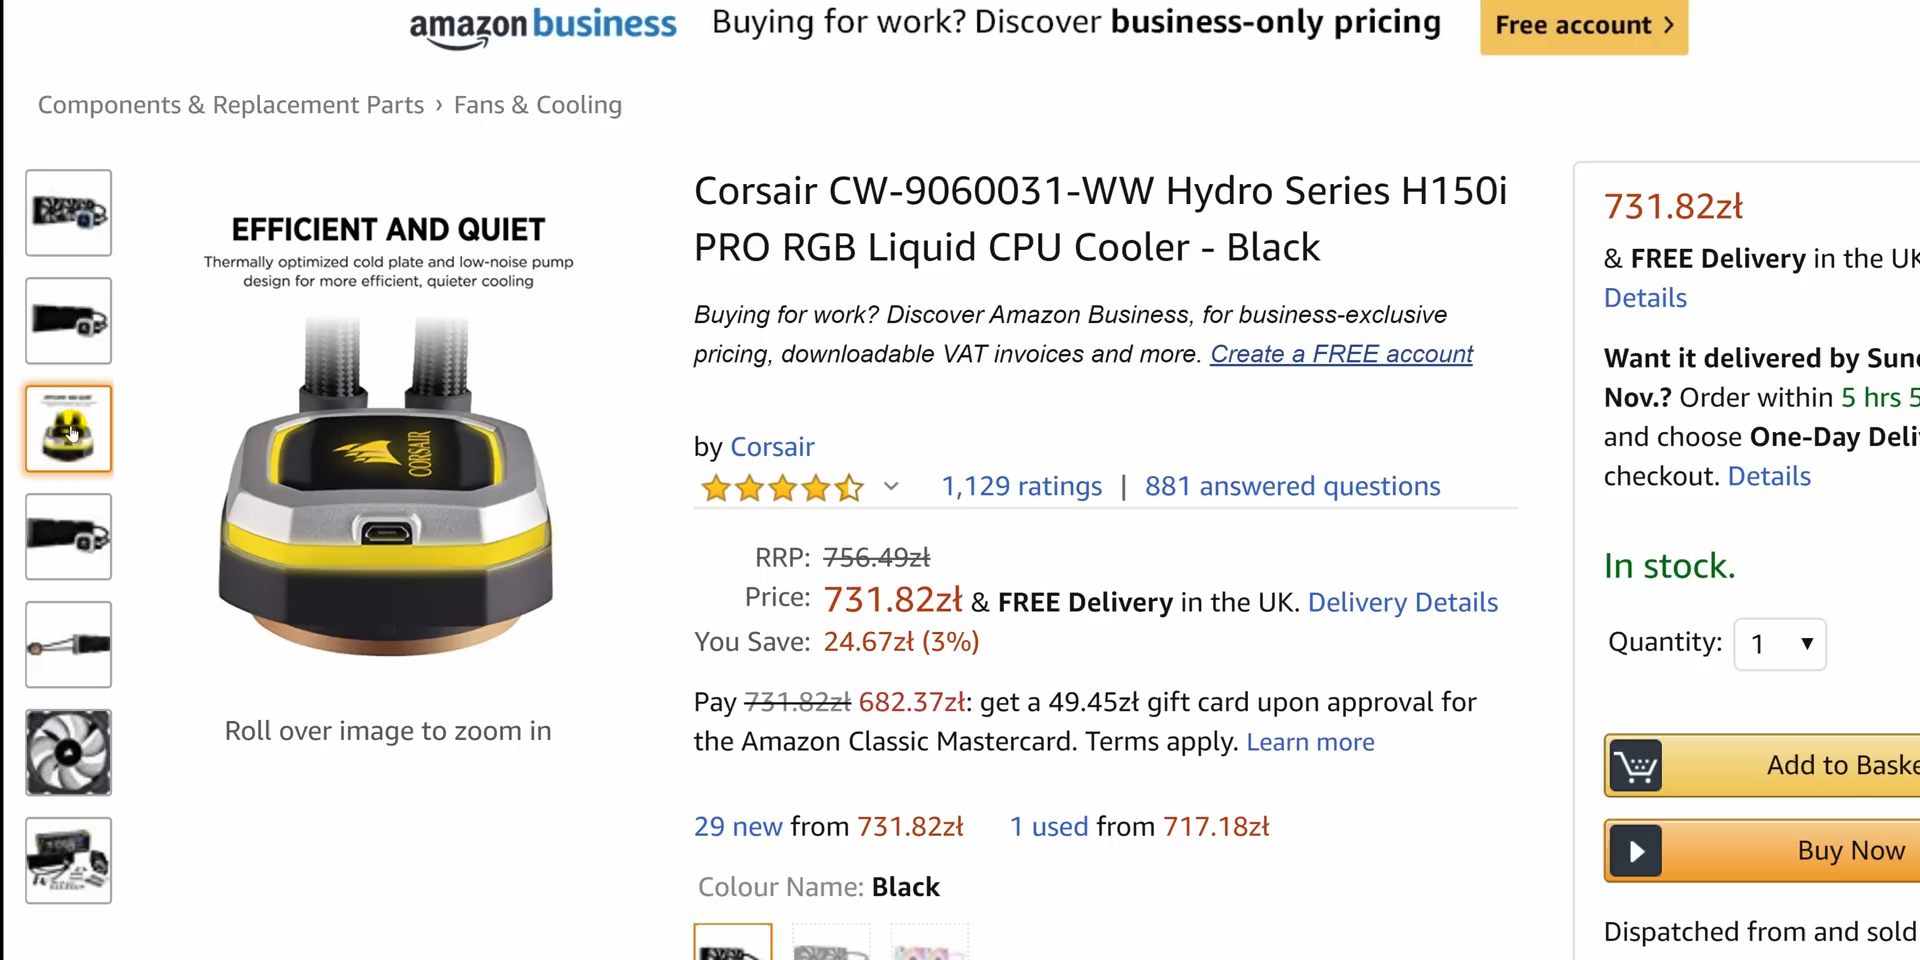 amazon business Buying for work? Discover business-only pricing Free account >
Components & Replacement Parts › Fans & Cooling
EFFICIENT AND QUIET
Thermally optimized cold plate and low-noise pump
design for more efficient, quieter cooling
CORSAIR
Roll over image to zoom in
Corsair CW-9060031-WW Hydro Series H150i
PRO RGB Liquid CPU Cooler - Black
Buying for work? Discover Amazon Business, for business-exclusive
pricing, downloadable VAT invoices and more. Create a FREE account
by Corsair
1,129 ratings | 881 answered questions
RRP: 756.49zł
Price: 731.82zł & FREE Delivery in the UK. Delivery Details
You Save: 24.67zł (3%)
Pay 731.82zł 682.37zł: get a 49.45zł gift card upon approval for
the Amazon Classic Mastercard. Terms apply. Learn more
29 new from 731.82zł 1 used from 717.18zł
Colour Name: Black
731.82zł
& FREE Delivery in the UK
Details
Want it delivered by Sun
Nov.? Order within 5 hrs 5
and choose One-Day Deli
checkout. Details
In stock.
Quantity: 1
Add to Baske
Buy Now
Dispatched from and sold